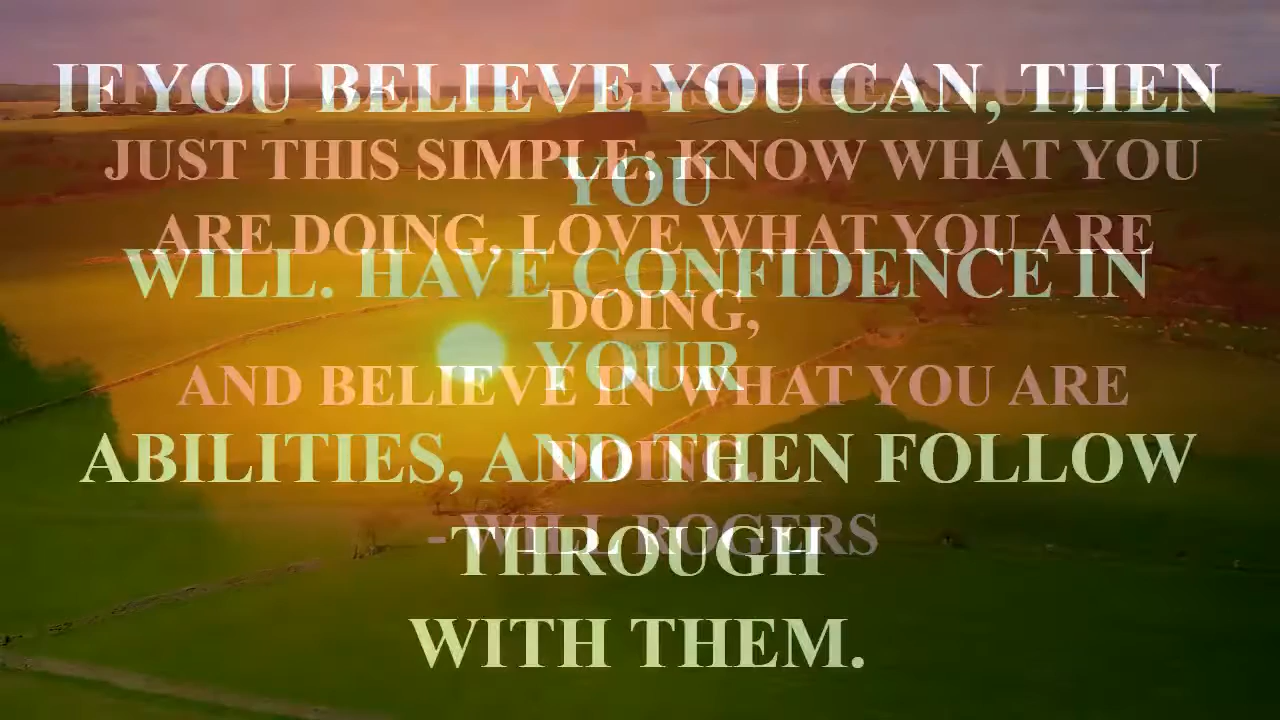 IF YOU BELIEVE YOU CAN, THEN
YOU
WILL. HAVE CONFIDENCE IN
YOUR
ABILITIES, AND THEN FOLLOW
THROUGH
WITH THEM.
JUST THIS SIMPLE: KNOW WHAT YOU
ARE DOING, LOVE WHAT YOU ARE
DOING,
AND BELIEVE IN WHAT YOU ARE
DOING.
- WILL ROGERS